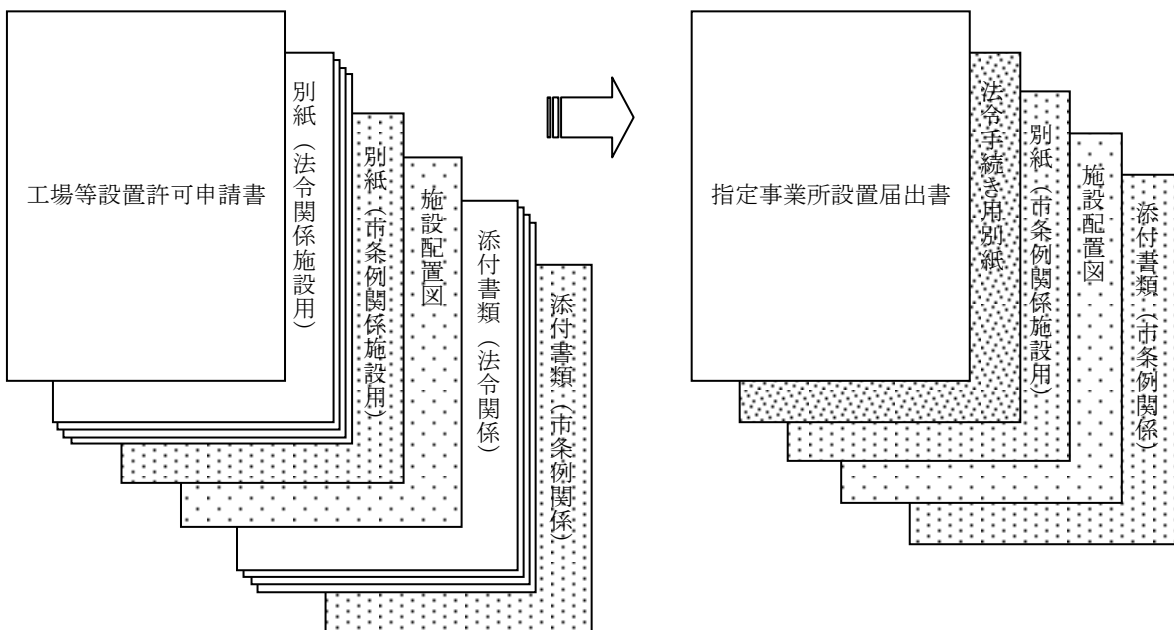 工場等設置許可申請書
別紙（法令関係施設用）
別紙（市条例関係施設用）
施設配置図
添付書類（法令関係）
添付書類（市条例関係）
指定事業所設置届出書
法令手続き用別紙
別紙（市条例関係施設用）
施設配置図
添付書類（市条例関係）